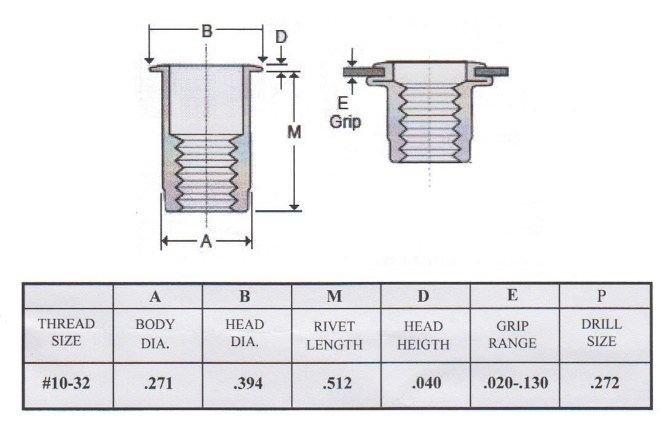 B
D
E
Grip
M
A
A B M D E P
THREAD SIZE BODY DIA. HEAD DIA. RIVET LENGTH HEAD HEIGTH GRIP RANGE DRILL SIZE
#10-32 .271 .394 .512 .040 .020-.130 .272